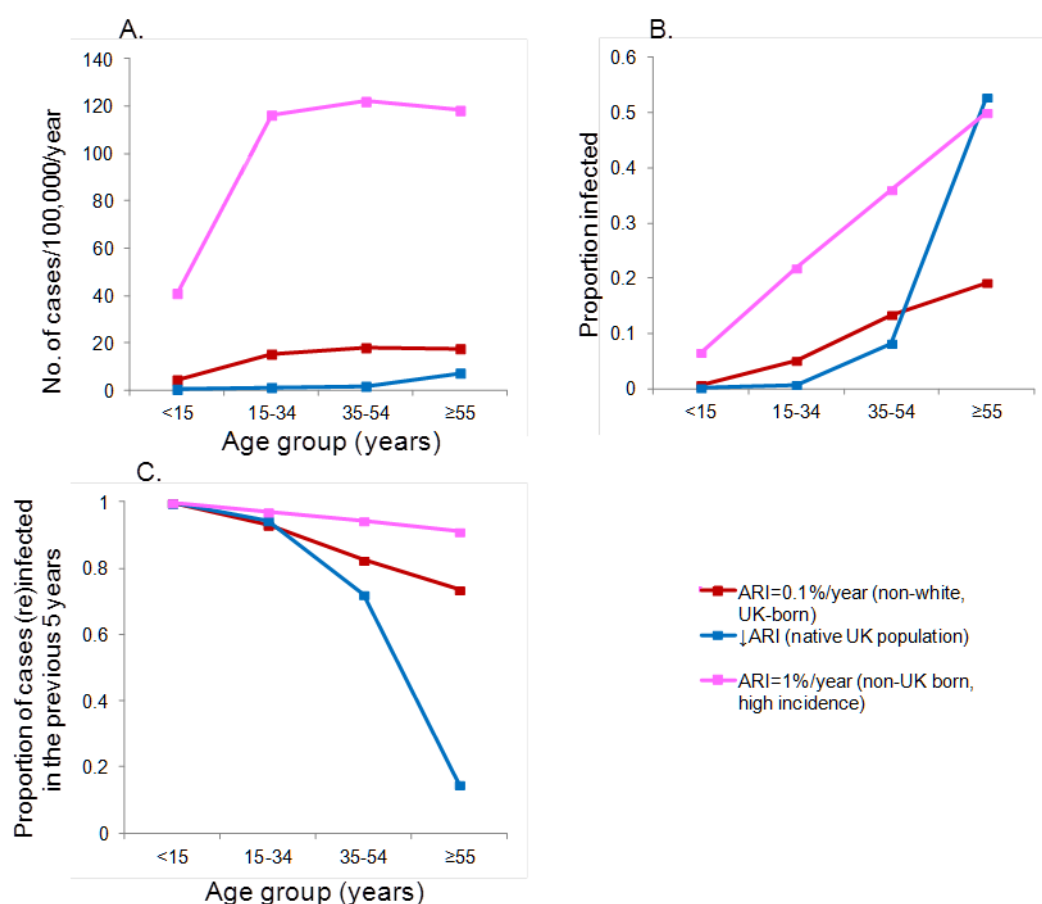 A.
No. of cases/100,000/year
140
120
100
80
60
40
20
0
<15 15-34 35-54 ≥55
Age group (years)
B.
Proportion infected
0.6
0.5
0.4
0.3
0.2
0.1
0
<15 15-34 35-54 ≥55
C.
Proportion of cases (re)infected
in the previous 5 years
1
0.8
0.6
0.4
0.2
0
<15 15-34 35-54 ≥55
Age group (years)
ARI=0.1%/year (non-white,
UK-born)
↓ARI (native UK population)
ARI=1%/year (non-UK born,
high incidence)